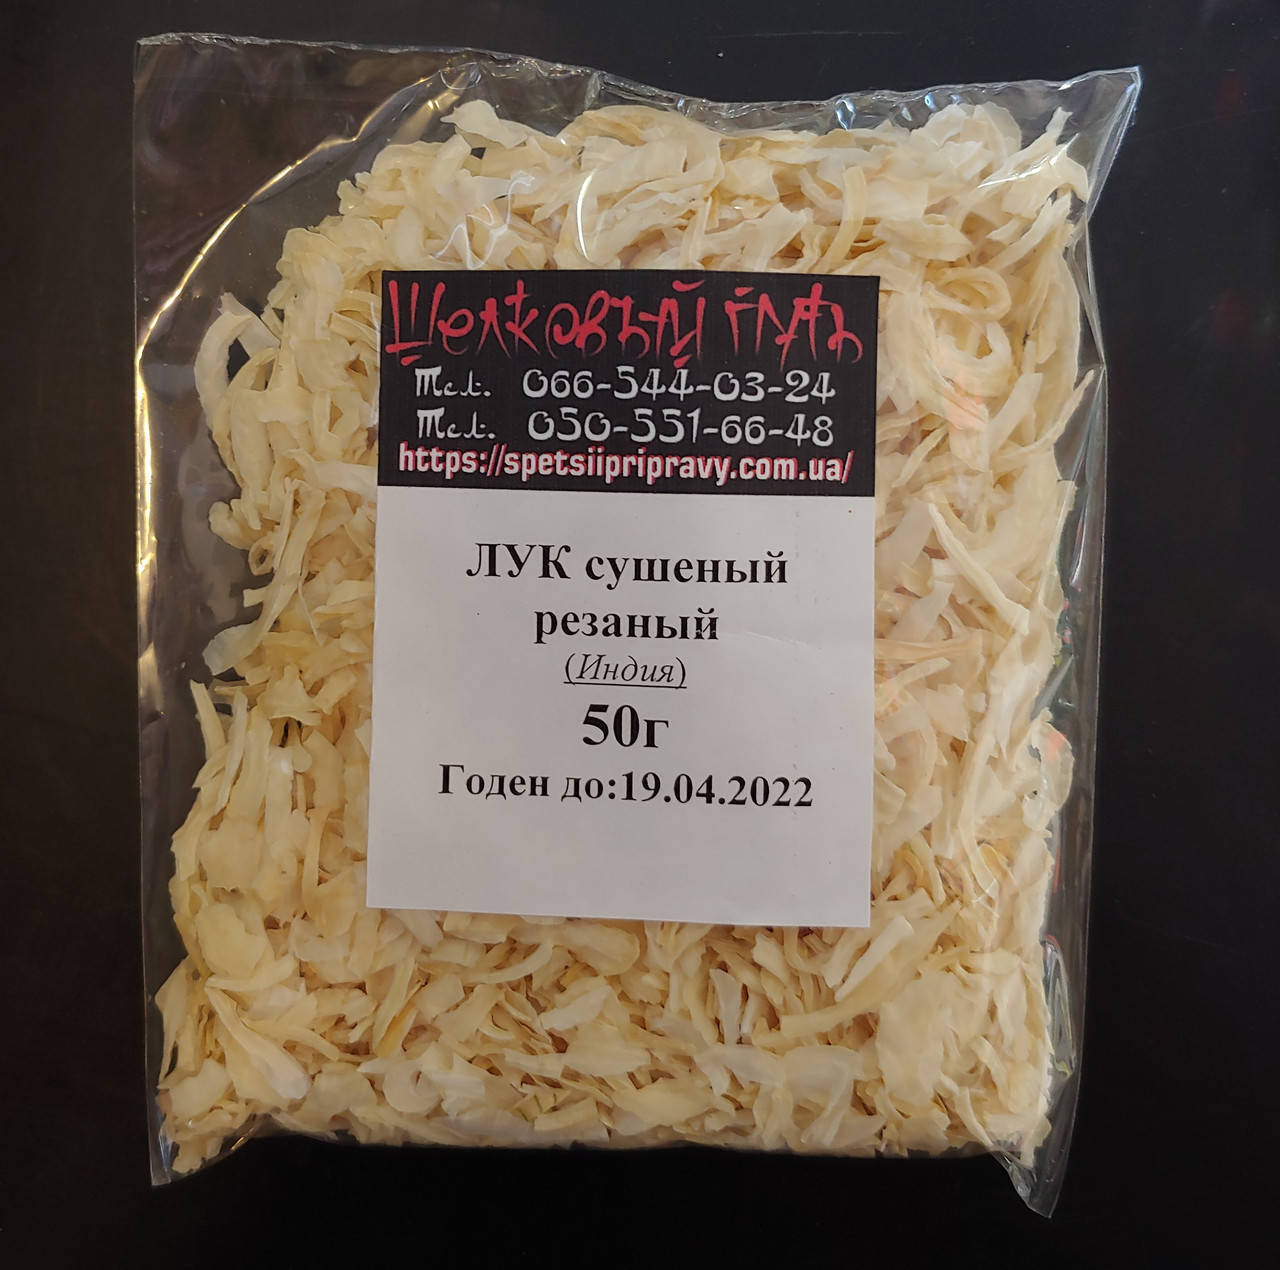 Шелковый путь
Тел. 066-544-03-24
Тел. 050-551-66-48
https://spetsiipripravy.com.ua/
ЛУК сушеный
резаный
(Индия)
50г
Годен до:19.04.2022